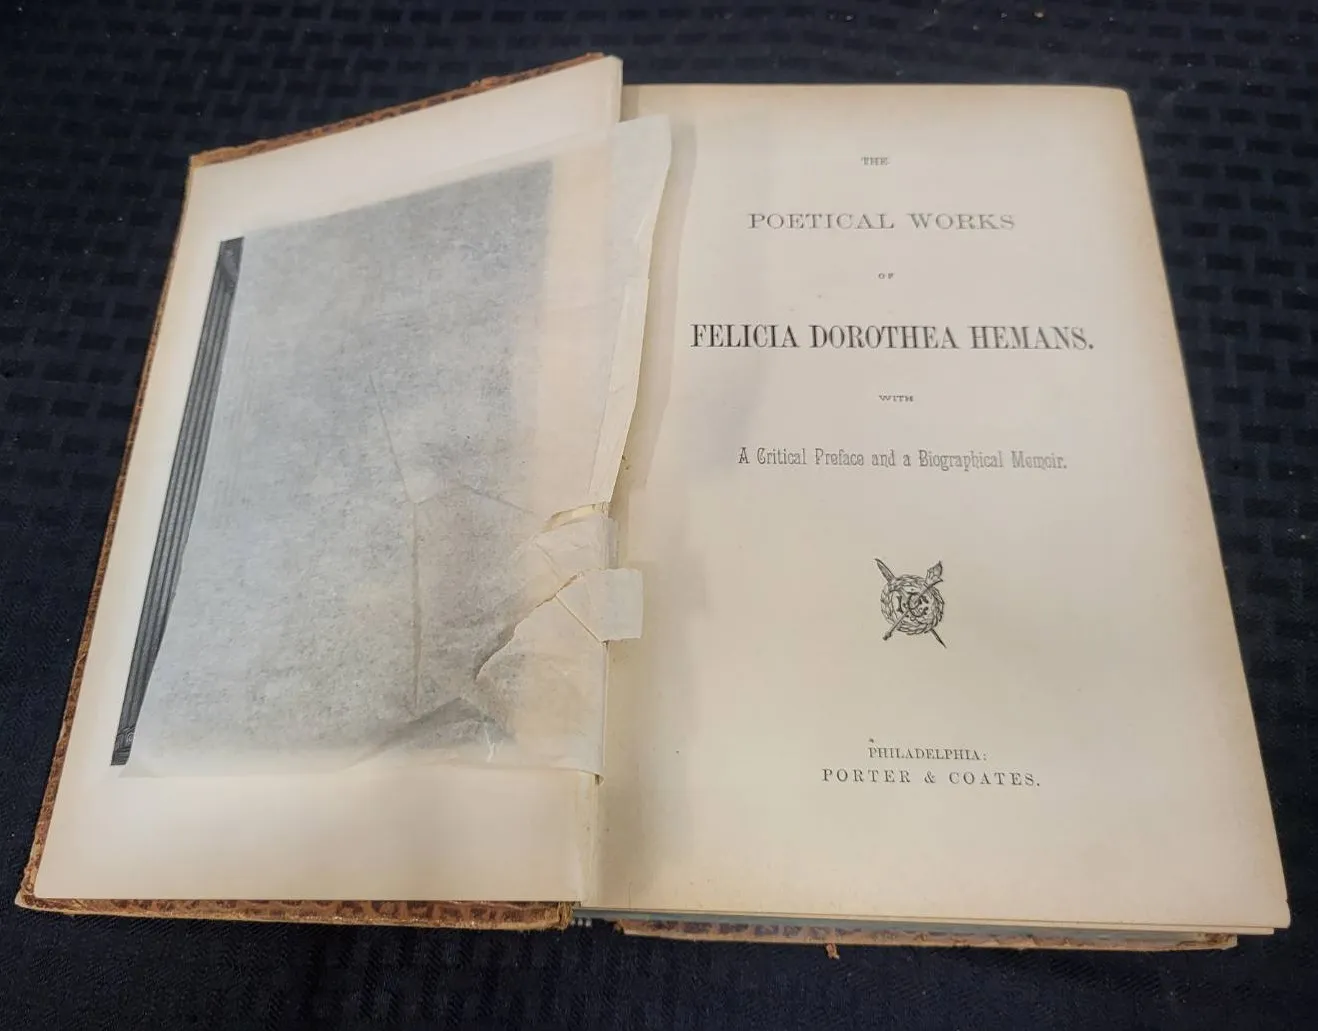 THE
POETICAL WORKS
OF
FELICIA DOROTHEA HEMANS.
WITH
A Critical Preface and a Biographical Memoir.
PHILADELPHIA:
PORTER & COATES.